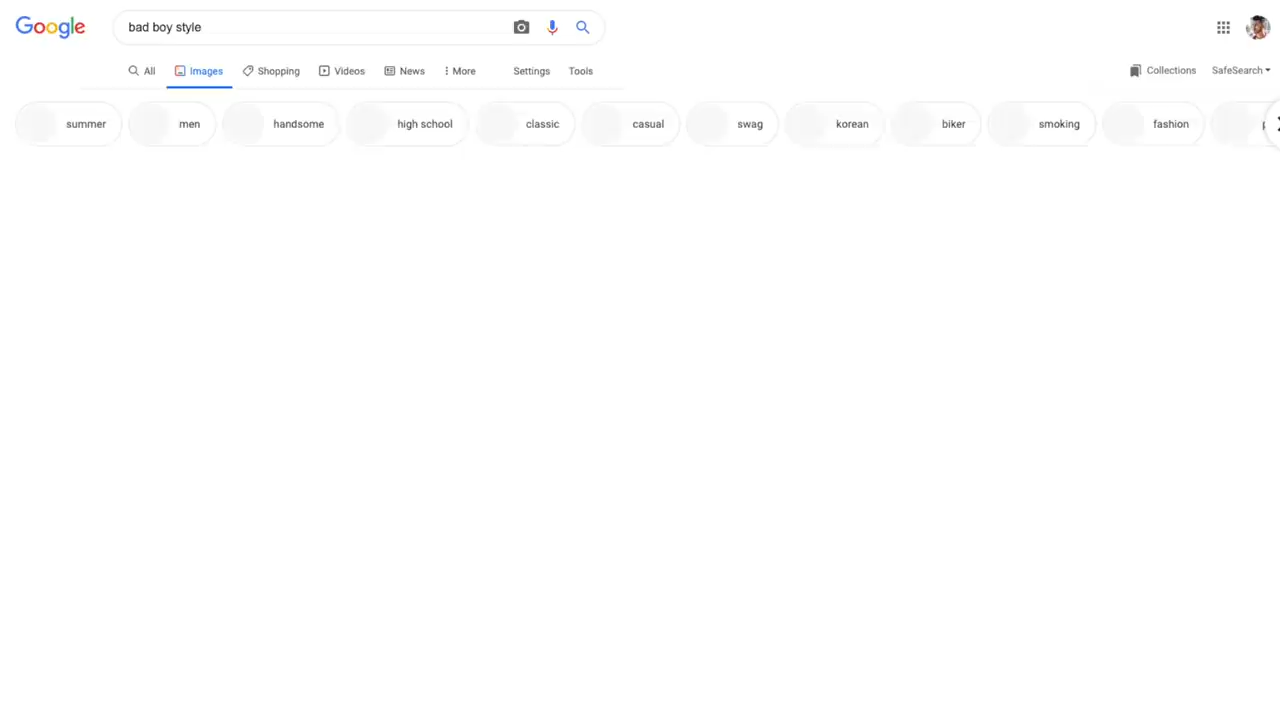 Google bad boy style
All Images Shopping Videos News More Settings Tools Collections SafeSearch
summer men handsome high school classic casual swag korean biker smoking fashion